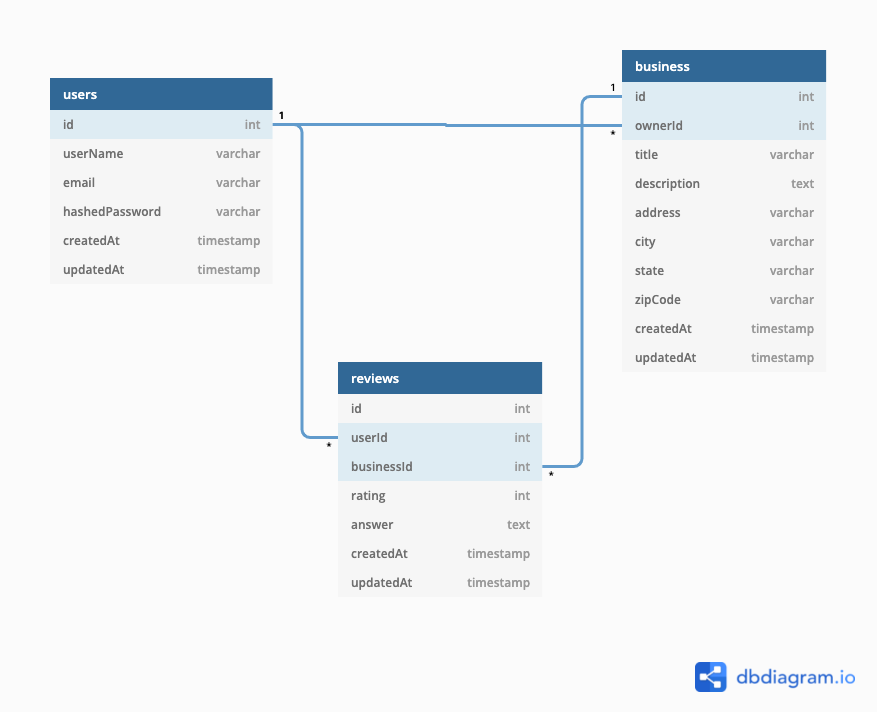 users
id int
userName varchar
email varchar
hashedPassword varchar
createdAt timestamp
updatedAt timestamp
1
business
id int
ownerId int
title varchar
description text
address varchar
city varchar
state varchar
zipCode varchar
createdAt timestamp
updatedAt timestamp
1
*
reviews
id int
userId int
businessId int
rating int
answer text
createdAt timestamp
updatedAt timestamp
*
*
dbdiagram.io